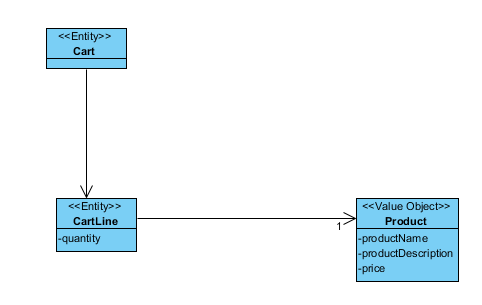 <<Entity>>
Cart
<<Entity>>
CartLine
-quantity
1
<<Value Object>>
Product
-productName
-productDescription
-price